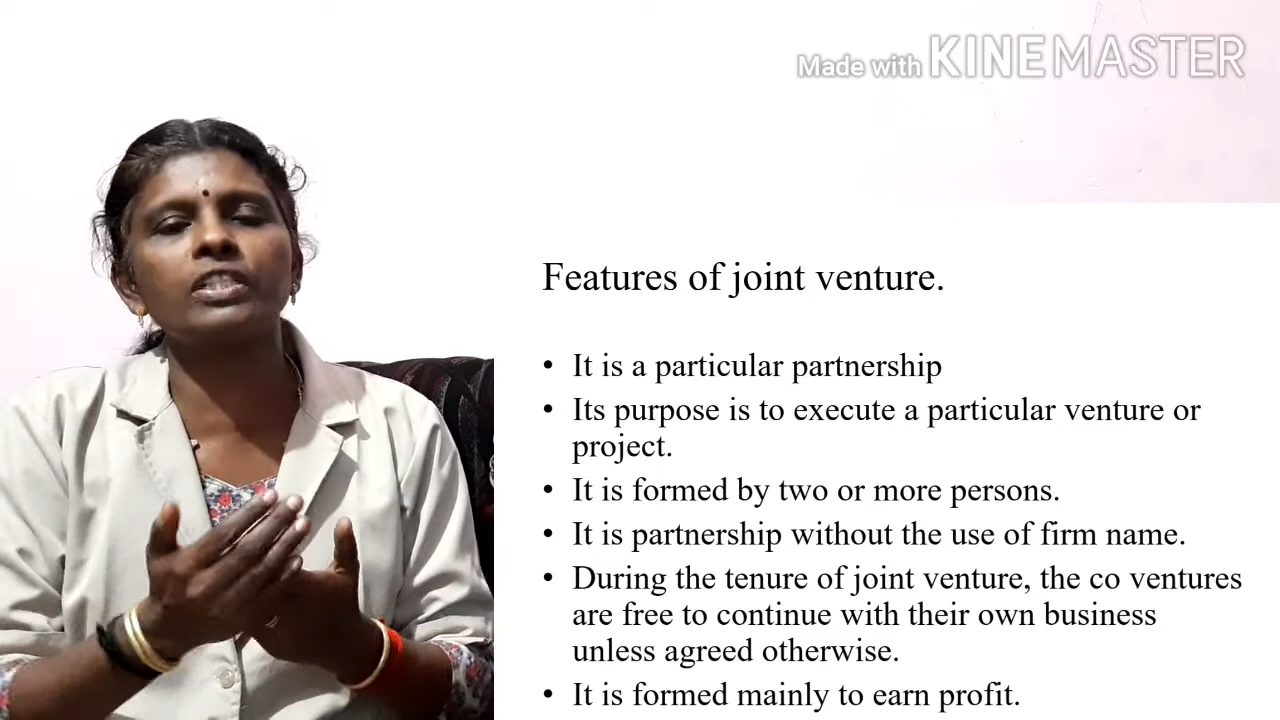 Made with KINEMASTER
Features of joint venture.
• It is a particular partnership
• Its purpose is to execute a particular venture or
project.
• It is formed by two or more persons.
• It is partnership without the use of firm name.
• During the tenure of joint venture, the co ventures
are free to continue with their own business
unless agreed otherwise.
• It is formed mainly to earn profit.